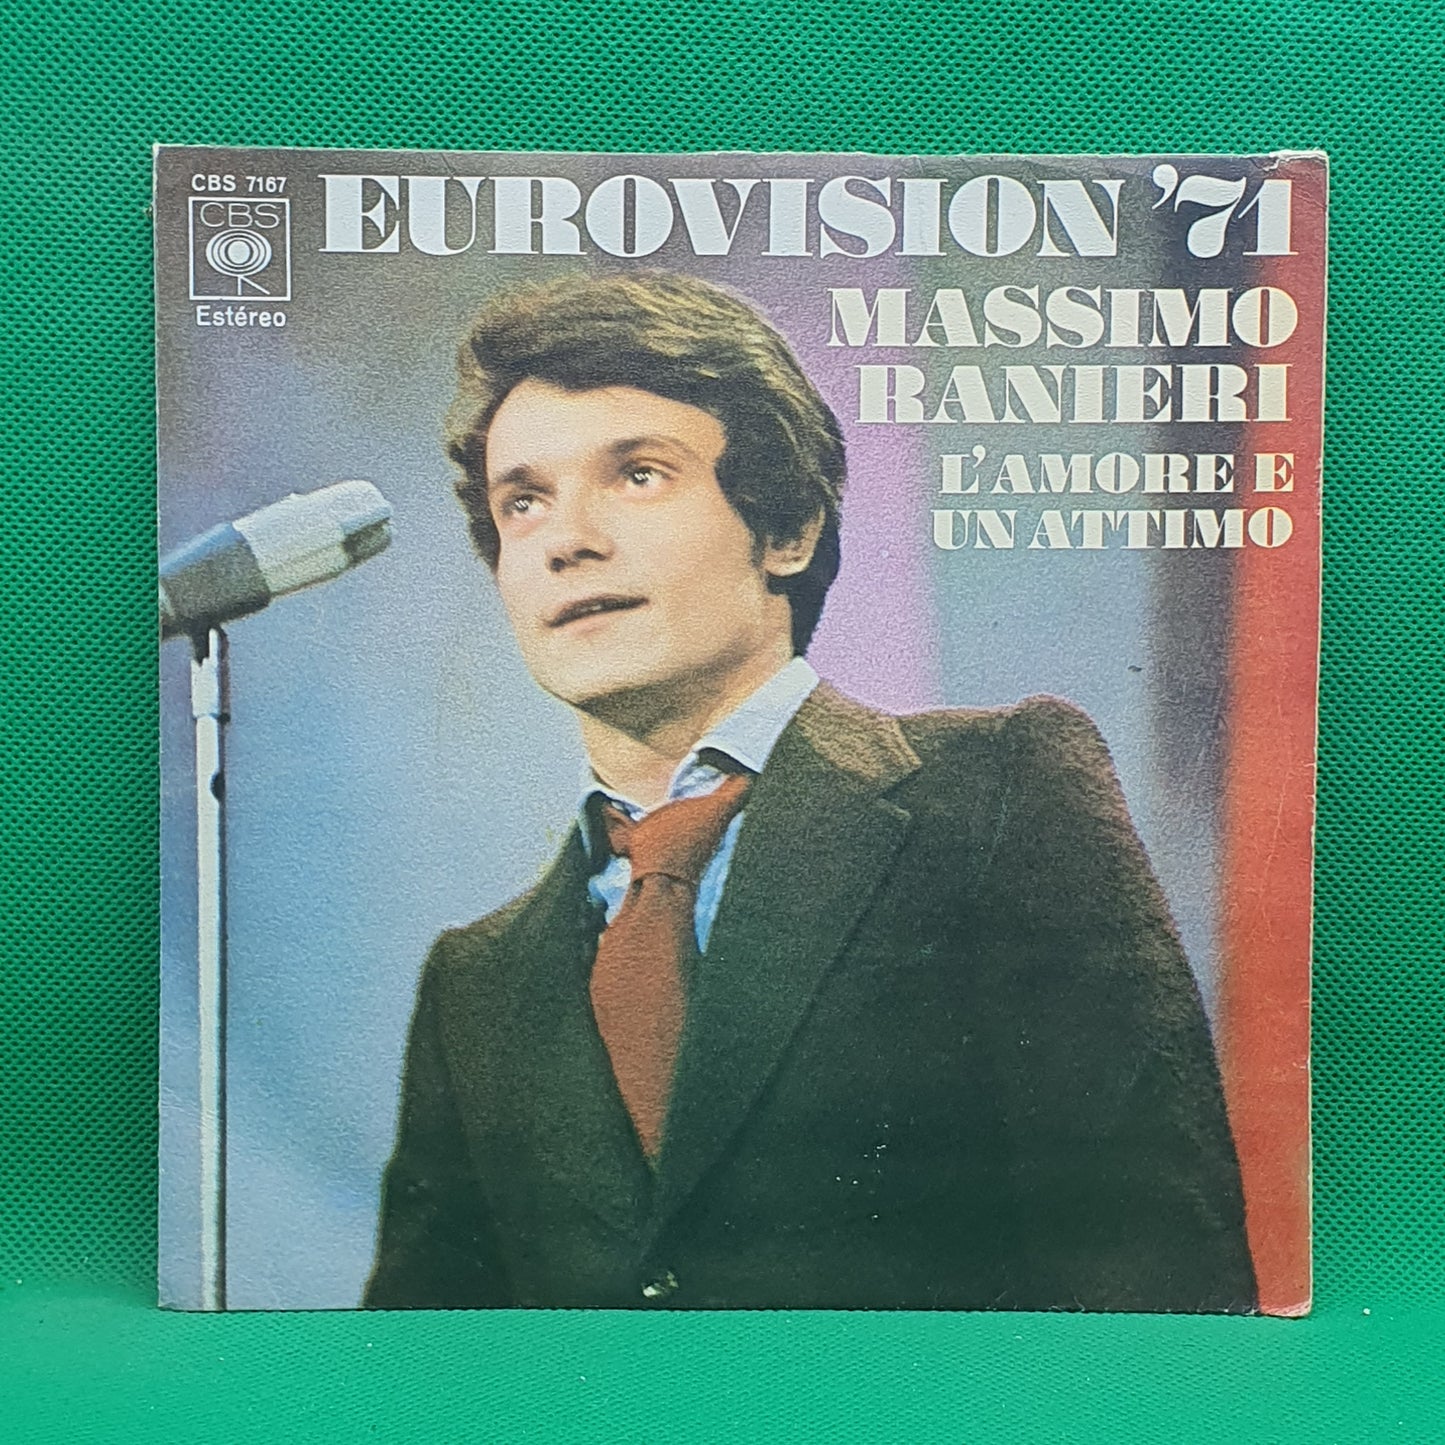 CBS 7167
CBS
Estéreo
EUROVISION '71
MASSIMO
RANIERI
L'AMORE E
UN ATTIMO